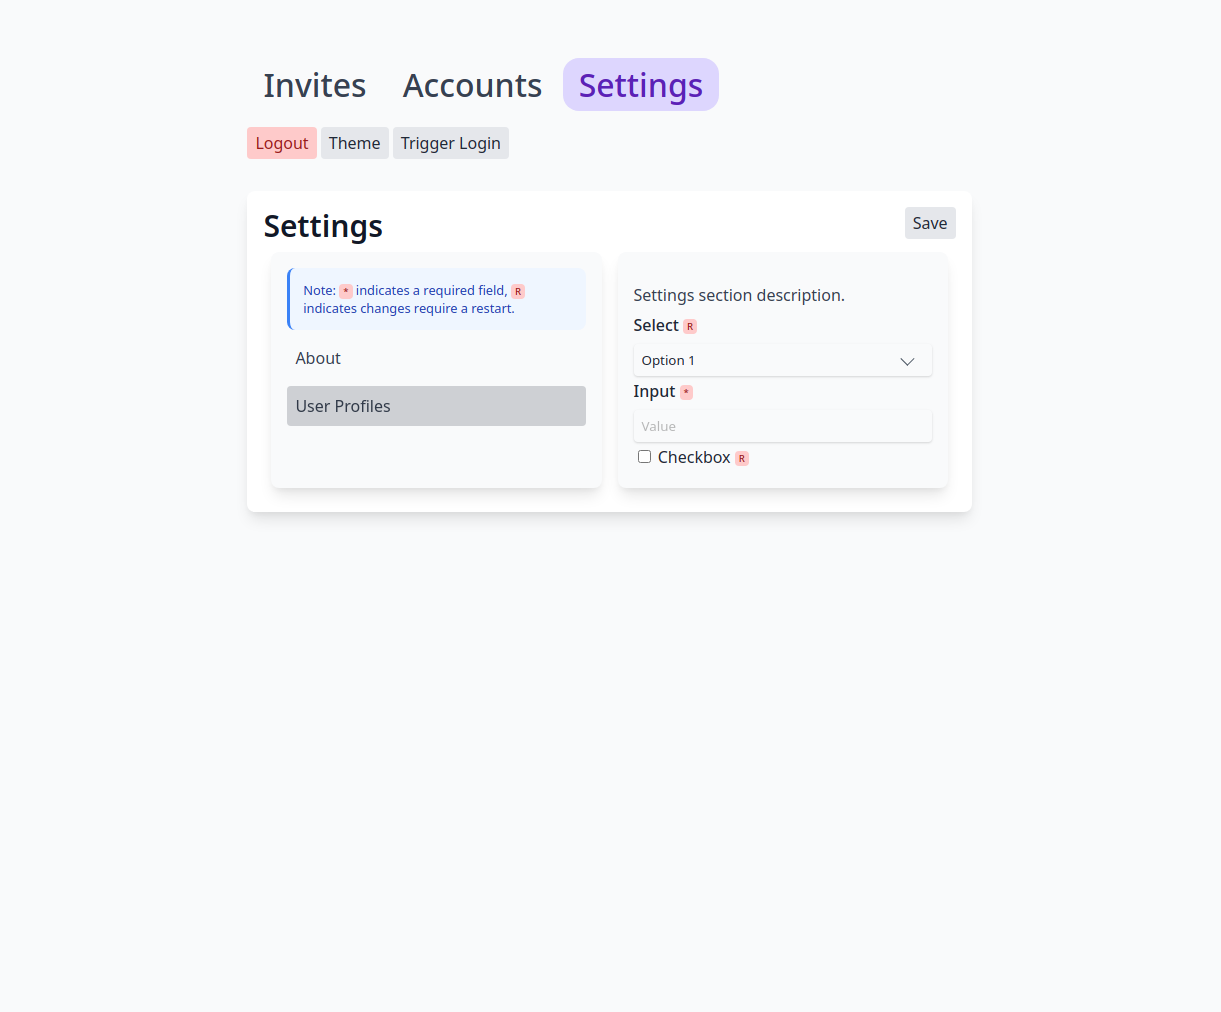 Invites Accounts Settings
Logout Theme Trigger Login
Settings
Save
Note: * indicates a required field, R
indicates changes require a restart.
About
User Profiles
Settings section description.
Select R
Option 1
Input *
Value
Checkbox R